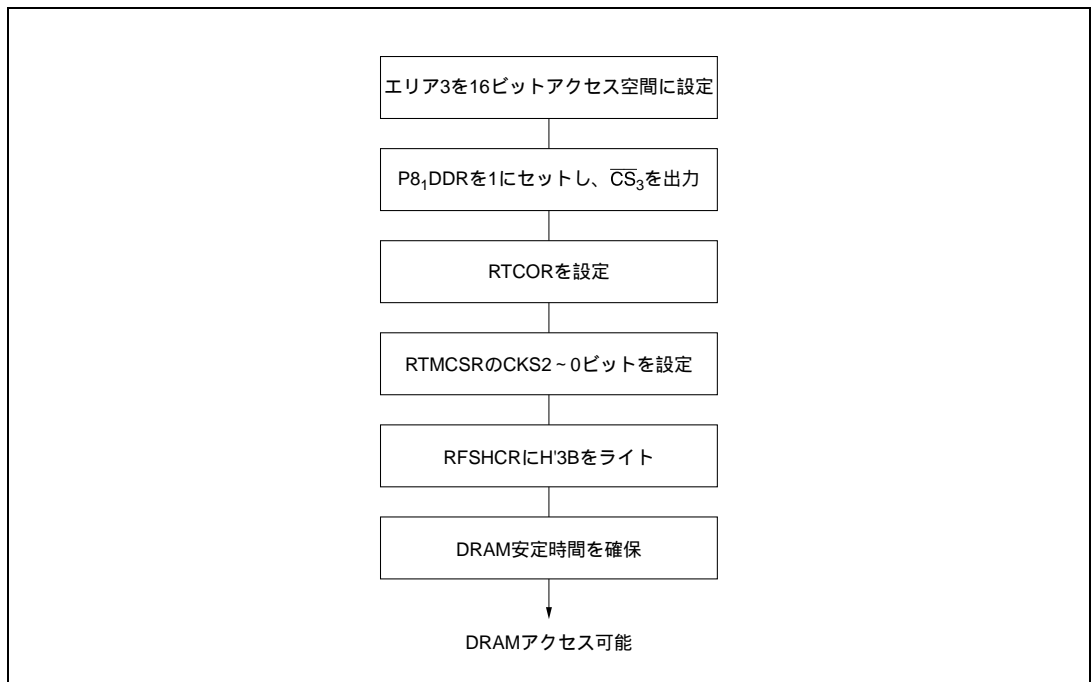 エリア3を16ビットアクセス空間に設定
P8₁DDRを1にセットし、C̅S̅₃を出力
RTCORを設定
RTMCSRのCKS2~0ビットを設定
RFSHCRにH'3Bをライト
DRAM安定時間を確保
DRAMアクセス可能